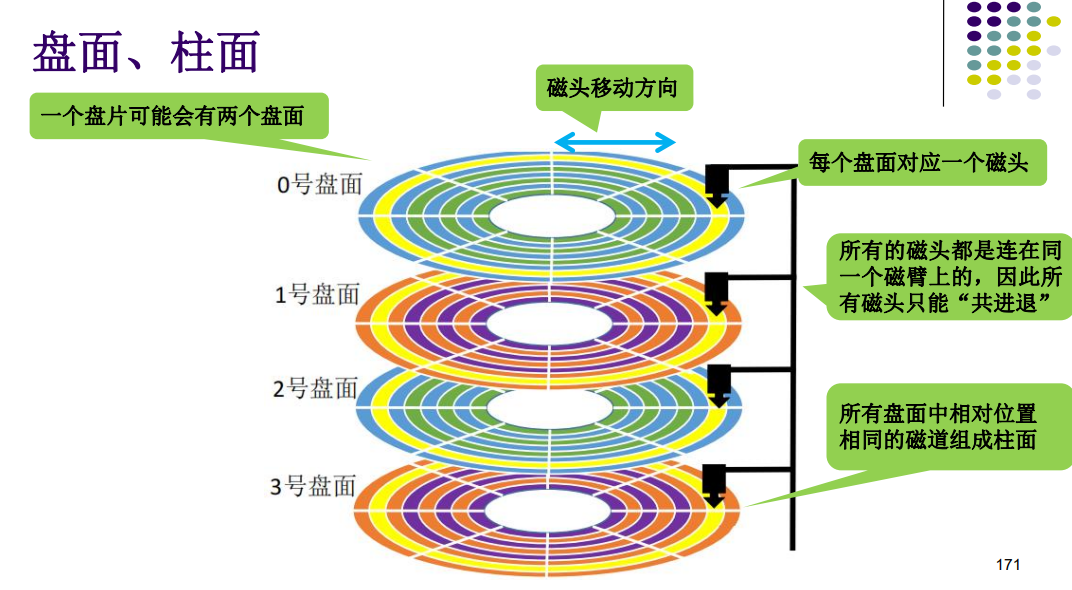 盘面、柱面
磁头移动方向
一个盘片可能会有两个盘面
每个盘面对应一个磁头
0号盘面
所有的磁头都是连在同
一个磁臂上的，因此所
有磁头只能“共进退”
1号盘面
2号盘面
所有盘面中相对位置
相同的磁道组成柱面
3号盘面
171